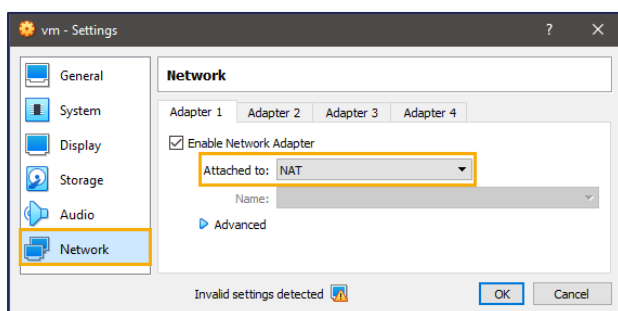 vm - Settings
?
X
General
System
Display
Storage
Audio
Network
Network
Adapter 1
Adapter 2
Adapter 3
Adapter 4
Enable Network Adapter
Attached to: NAT
Name:
Advanced
Invalid settings detected
OK
Cancel